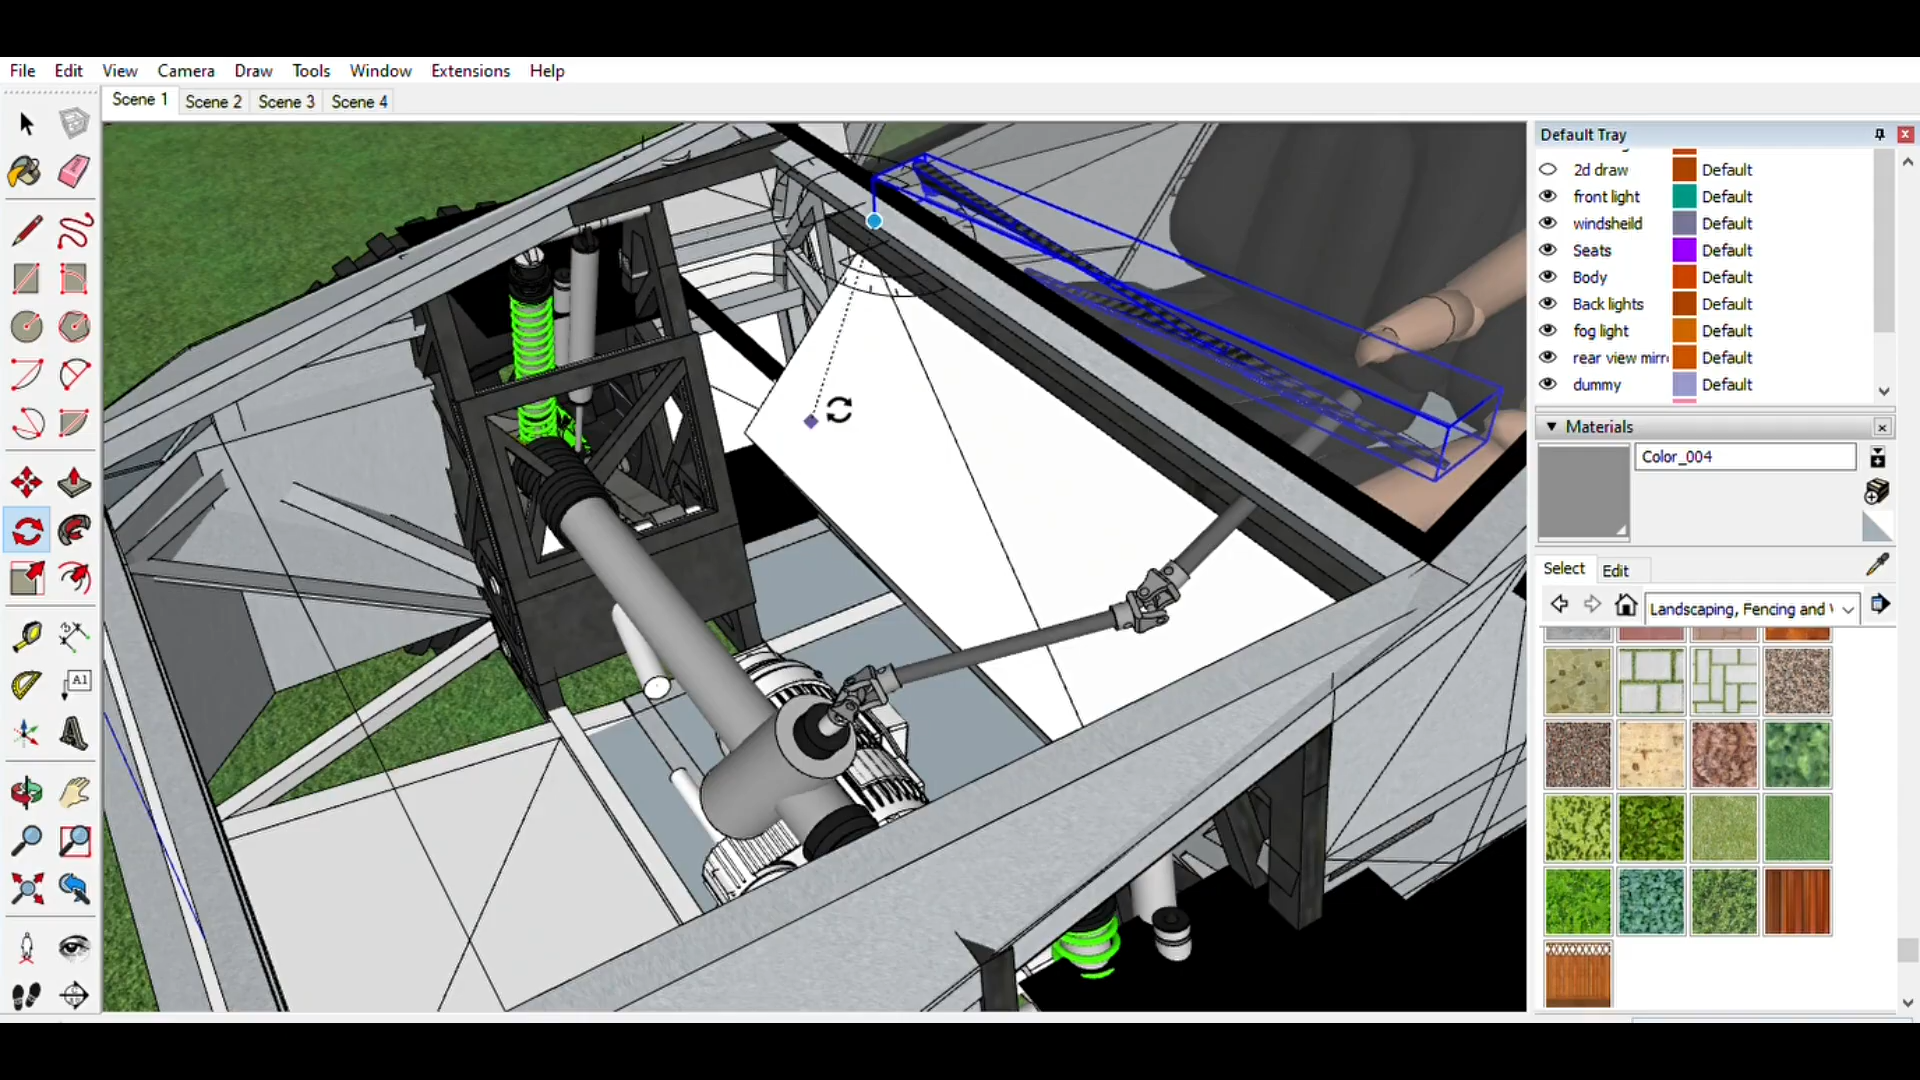 File Edit View Camera Draw Tools Window Extensions Help
Scene 1 Scene 2 Scene 3 Scene 4
Default Tray
2d draw Default
front light Default
windsheild Default
Seats Default
Body Default
Back lights Default
fog light Default
rear view mirr Default
dummy Default
Materials
Color_004
A1
Select Edit
Landscaping, Fencing and